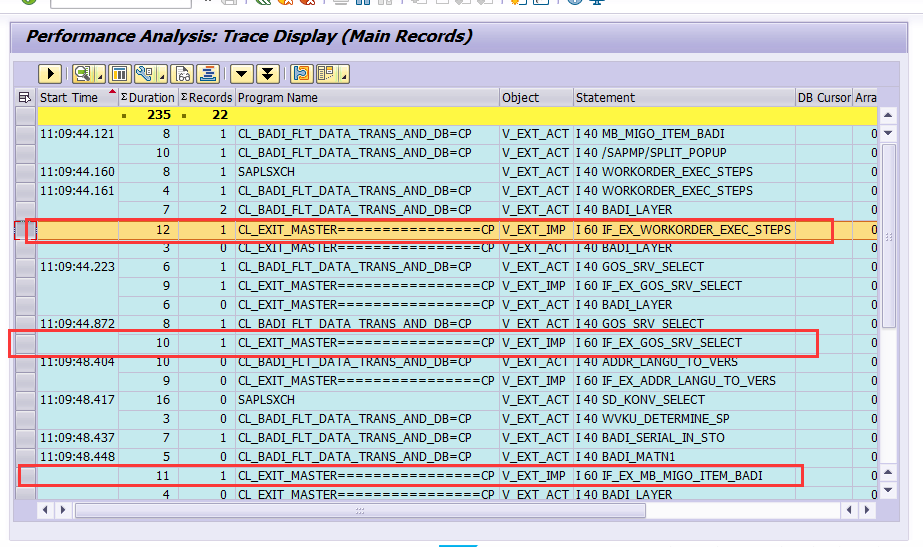 Performance Analysis: Trace Display (Main Records)
Start Time ΣDuration ΣRecords Program Name Object Statement DB Cursor Arra
▪ 235 ▪ 22
11:09:44.121 8 1 CL_BADI_FLT_DATA_TRANS_AND_DB=CP V_EXT_ACT I 40 MB_MIGO_ITEM_BADI 0
10 1 CL_BADI_FLT_DATA_TRANS_AND_DB=CP V_EXT_ACT I 40 /SAPMP/SPLIT_POPUP 0
11:09:44.160 8 1 SAPLSXCH V_EXT_ACT I 40 WORKORDER_EXEC_STEPS 0
11:09:44.161 4 1 CL_BADI_FLT_DATA_TRANS_AND_DB=CP V_EXT_ACT I 40 WORKORDER_EXEC_STEPS 0
7 2 CL_BADI_FLT_DATA_TRANS_AND_DB=CP V_EXT_ACT I 40 BADI_LAYER 0
12 1 CL_EXIT_MASTER================CP V_EXT_IMP I 60 IF_EX_WORKORDER_EXEC_STEPS 0
3 0 CL_EXIT_MASTER================CP V_EXT_ACT I 40 BADI_LAYER 0
11:09:44.223 6 1 CL_BADI_FLT_DATA_TRANS_AND_DB=CP V_EXT_ACT I 40 GOS_SRV_SELECT 0
9 1 CL_EXIT_MASTER================CP V_EXT_IMP I 60 IF_EX_GOS_SRV_SELECT 0
6 0 CL_EXIT_MASTER================CP V_EXT_ACT I 40 BADI_LAYER 0
11:09:44.872 8 1 CL_BADI_FLT_DATA_TRANS_AND_DB=CP V_EXT_ACT I 40 GOS_SRV_SELECT 0
10 1 CL_EXIT_MASTER================CP V_EXT_IMP I 60 IF_EX_GOS_SRV_SELECT 0
11:09:48.404 10 0 CL_BADI_FLT_DATA_TRANS_AND_DB=CP V_EXT_ACT I 40 ADDR_LANGU_TO_VERS 0
9 0 CL_EXIT_MASTER================CP V_EXT_IMP I 60 IF_EX_ADDR_LANGU_TO_VERS 0
11:09:48.417 16 0 SAPLSXCH V_EXT_ACT I 40 SD_KONV_SELECT 0
3 0 CL_BADI_FLT_DATA_TRANS_AND_DB=CP V_EXT_ACT I 40 WVKU_DETERMINE_SP 0
11:09:48.437 7 1 CL_BADI_FLT_DATA_TRANS_AND_DB=CP V_EXT_ACT I 40 BADI_SERIAL_IN_STO 0
11:09:48.448 5 0 CL_BADI_FLT_DATA_TRANS_AND_DB=CP V_EXT_ACT I 40 BADI_MATN1 0
11 1 CL_EXIT_MASTER================CP V_EXT_IMP I 60 IF_EX_MB_MIGO_ITEM_BADI 0
4 0 CL_EXIT_MASTER================CP V_EXT_ACT I 40 BADI_LAYER 0